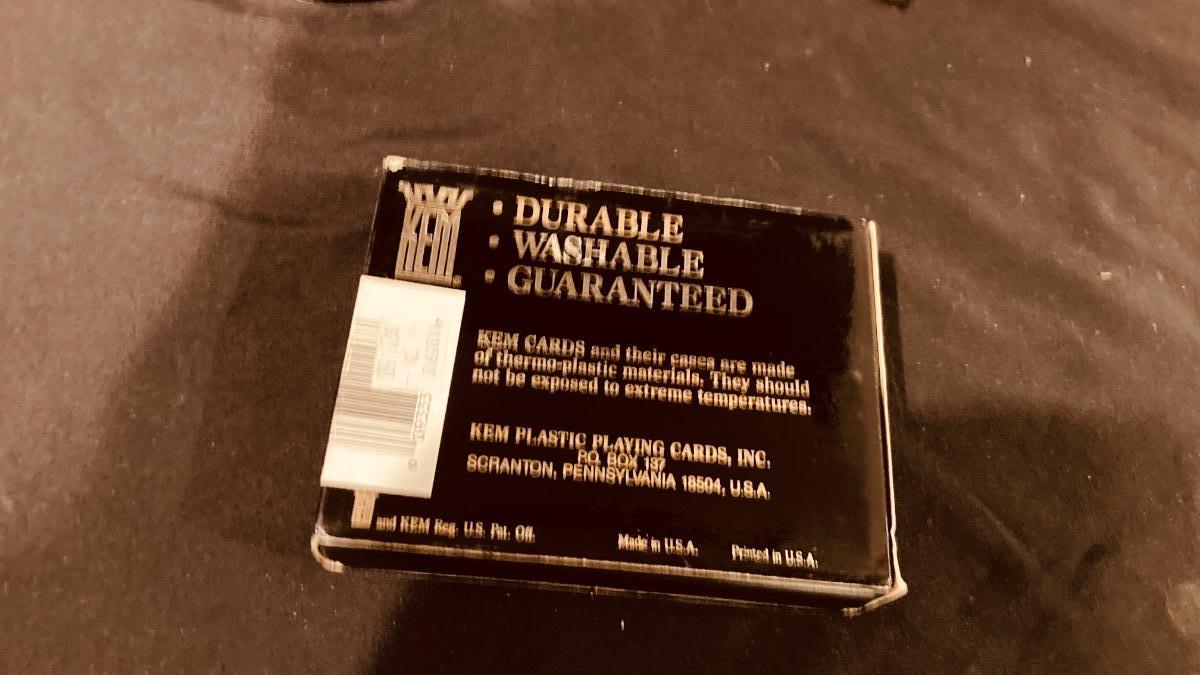 KEM
• DURABLE
• WASHABLE
• GUARANTEED
KEM CARDS and their cases are made
of thermo-plastic materials. They should
not be exposed to extreme temperatures.
KEM PLASTIC PLAYING CARDS, INC.
P.O. BOX 137
SCRANTON, PENNSYLVANIA 18504, U.S.A.
and KEM Reg. U.S. Pat. Off.
Made in U.S.A.
Printed in U.S.A.